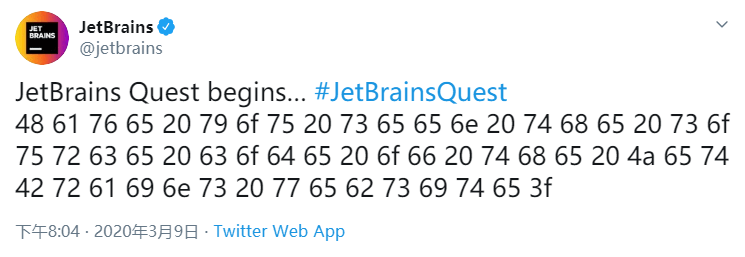 JET
BRAINS
JetBrains
@jetbrains
JetBrains Quest begins... #JetBrainsQuest
48 61 76 65 20 79 6f 75 20 73 65 65 6e 20 74 68 65 20 73 6f
75 72 63 65 20 63 6f 64 65 20 6f 66 20 74 68 65 20 4a 65 74
42 72 61 69 6e 73 20 77 65 62 73 69 74 65 3f
下午8:04 · 2020年3月9日 · Twitter Web App